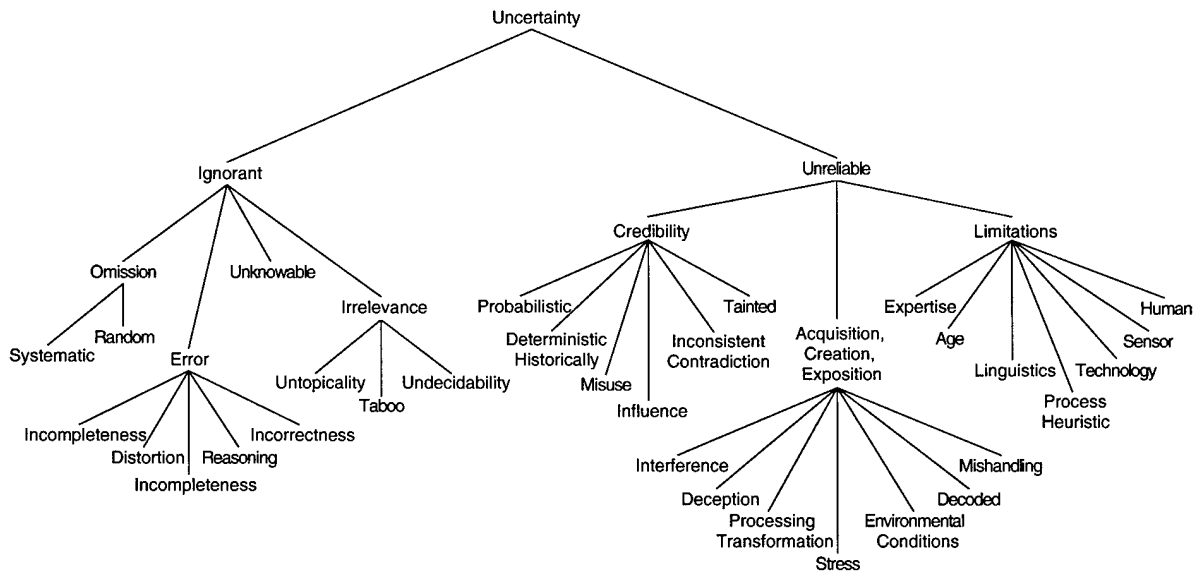 Uncertainty
Ignorant
Unreliable
Omission
Unknowable
Irrelevance
Systematic
Random
Error
Untopicality
Taboo
Undecidability
Incompleteness
Distortion
Incompleteness
Reasoning
Incorrectness
Credibility
Limitations
Probabilistic
Deterministic
Historically
Misuse
Influence
Inconsistent
Contradiction
Tainted
Acquisition,
Creation,
Exposition
Expertise
Age
Linguistics
Process
Heuristic
Technology
Sensor
Human
Interference
Deception
Processing
Transformation
Stress
Environmental
Conditions
Decoded
Mishandling